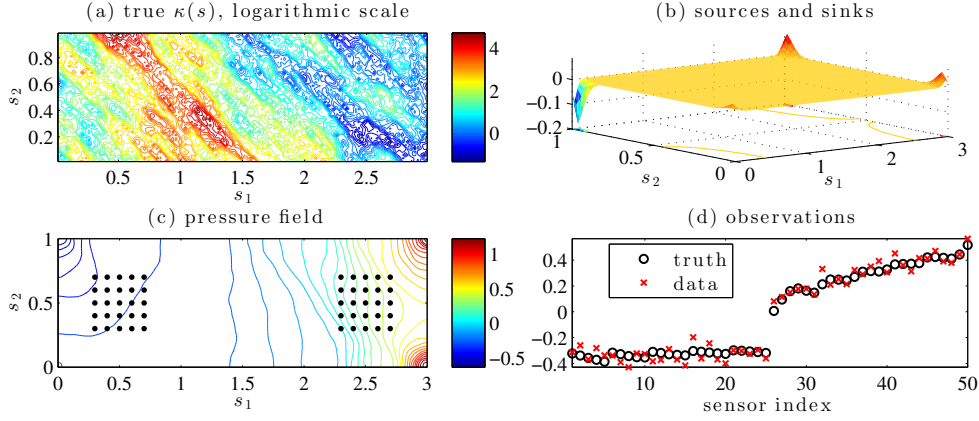 (a) true κ(s), logarithmic scale
(b) sources and sinks
0.8
0.6
0.4
0.2
s₂
0.5 1 1.5 2 2.5
s₁
4
2
0
0
−0.1
−0.2
1 0.5 0
s₂
0 1 2 3
s₁
(c) pressure field
(d) observations
1
0.5
0
s₂
0 0.5 1 1.5 2 2.5 3
s₁
1
0.5
0
−0.5
truth
data
0.4
0.2
0
−0.2
−0.4
10 20 30 40 50
sensor index